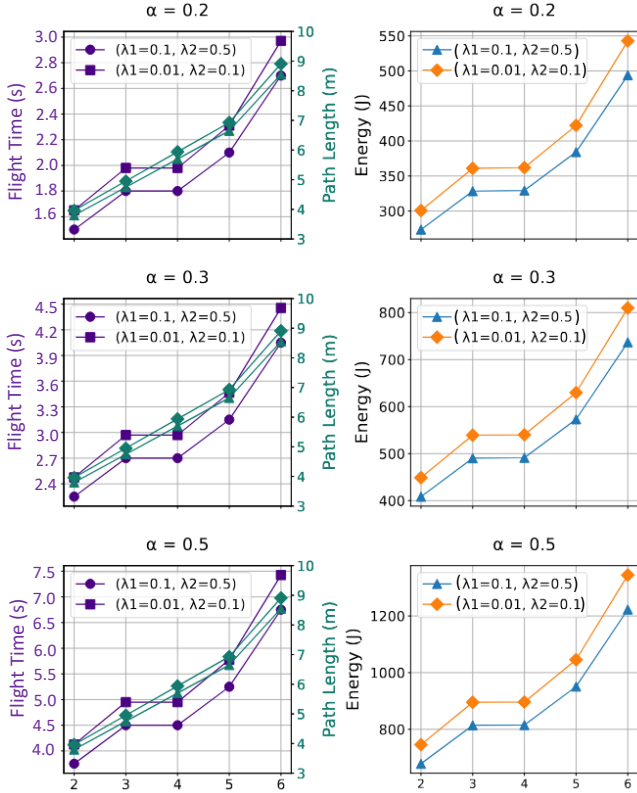 α = 0.2
Flight Time (s)
3.0
2.8
2.6
2.4
2.2
2.0
1.8
1.6
(λ1=0.1, λ2=0.5)
(λ1=0.01, λ2=0.1)
10
9
8
7
6
5
4
3
Path Length (m)
α = 0.2
Energy (J)
550
500
450
400
350
300
(λ1=0.1, λ2=0.5)
(λ1=0.01, λ2=0.1)
α = 0.3
Flight Time (s)
4.5
4.2
3.9
3.6
3.3
3.0
2.7
2.4
(λ1=0.1, λ2=0.5)
(λ1=0.01, λ2=0.1)
10
9
8
7
6
5
4
3
Path Length (m)
α = 0.3
Energy (J)
800
700
600
500
400
(λ1=0.1, λ2=0.5)
(λ1=0.01, λ2=0.1)
α = 0.5
Flight Time (s)
7.5
7.0
6.5
6.0
5.5
5.0
4.5
4.0
(λ1=0.1, λ2=0.5)
(λ1=0.01, λ2=0.1)
10
9
8
7
6
5
4
3
Path Length (m)
2 3 4 5 6
α = 0.5
Energy (J)
1200
1000
800
(λ1=0.1, λ2=0.5)
(λ1=0.01, λ2=0.1)
2 3 4 5 6